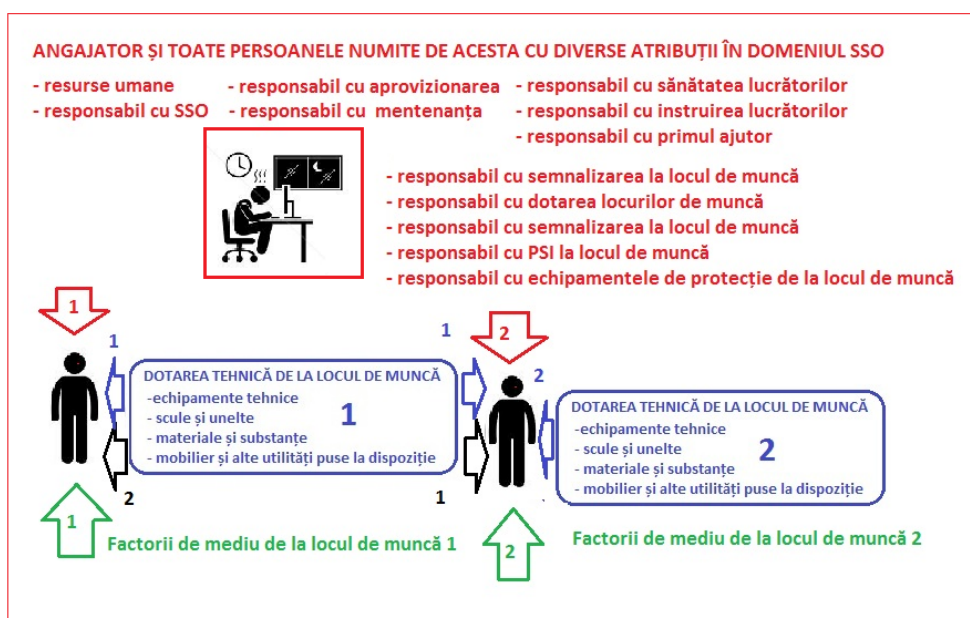 ANGAJATOR ȘI TOATE PERSOANELE NUMITE DE ACESTA CU DIVERSE ATRIBUȚII ÎN DOMENIUL SSO
- resurse umane
- responsabil cu SSO
- responsabil cu aprovizionarea
- responsabil cu mentenanța
- responsabil cu sănătatea lucrătorilor
- responsabil cu instruirea lucrătorilor
- responsabil cu primul ajutor
- responsabil cu semnalizarea la locul de muncă
- responsabil cu dotarea locurilor de muncă
- responsabil cu semnalizarea la locul de muncă
- responsabil cu PSI la locul de muncă
- responsabil cu echipamentele de protecție de la locul de muncă
1
1
1
2
2
DOTAREA TEHNICĂ DE LA LOCUL DE MUNCĂ
-echipamente tehnice
- scule și unelte
- materiale și substanțe
- mobilier și alte utilități puse la dispoziție
1
DOTAREA TEHNICĂ DE LA LOCUL DE MUNCĂ
-echipamente tehnice
- scule și unelte
- materiale și substanțe
- mobilier și alte utilități puse la dispoziție
2
2
1
1
Factorii de mediu de la locul de muncă 1
2
Factorii de mediu de la locul de muncă 2